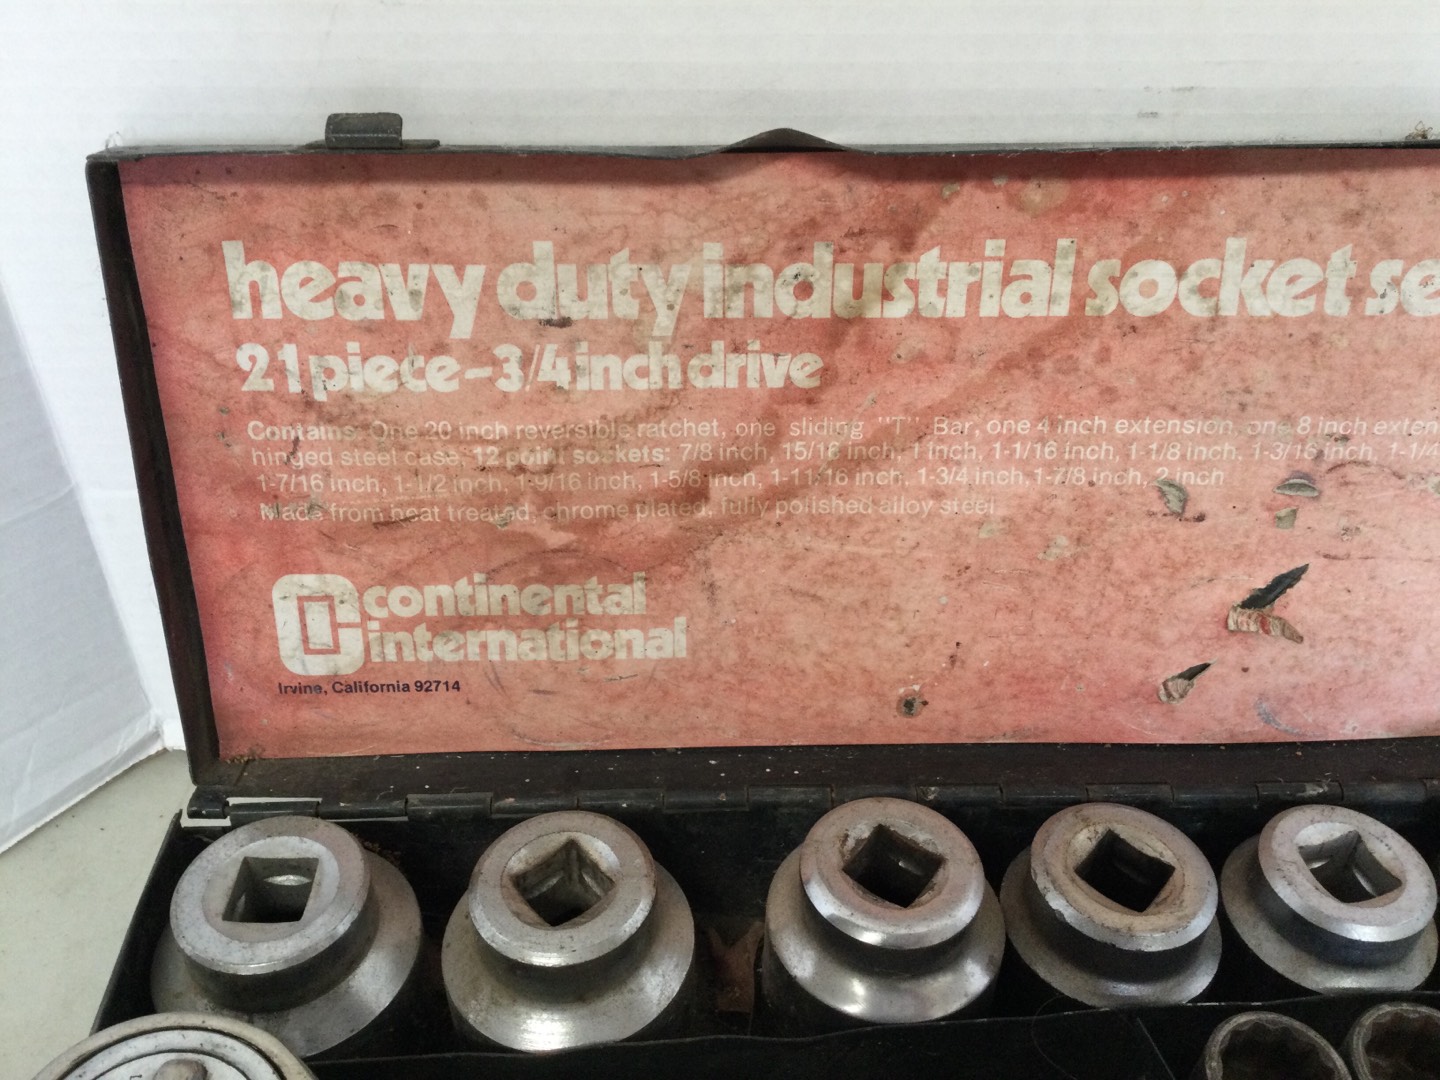 heavy duty industrial socket se
21 piece - 3/4 inch drive
Contains: One 20 inch reversible ratchet, one sliding "T" Bar, one 4 inch extension, one 8 inch exten
hinged steel case. 12 point sockets: 7/8 inch, 15/16 inch, 1 inch, 1-1/16 inch, 1-1/8 inch, 1-3/16 inch, 1-1/4
1-7/16 inch, 1-1/2 inch, 1-9/16 inch, 1-5/8 inch, 1-11/16 inch, 1-3/4 inch, 1-7/8 inch, 2 inch
Made from heat treated, chrome plated, fully polished alloy steel
continental
international
Irvine, California 92714